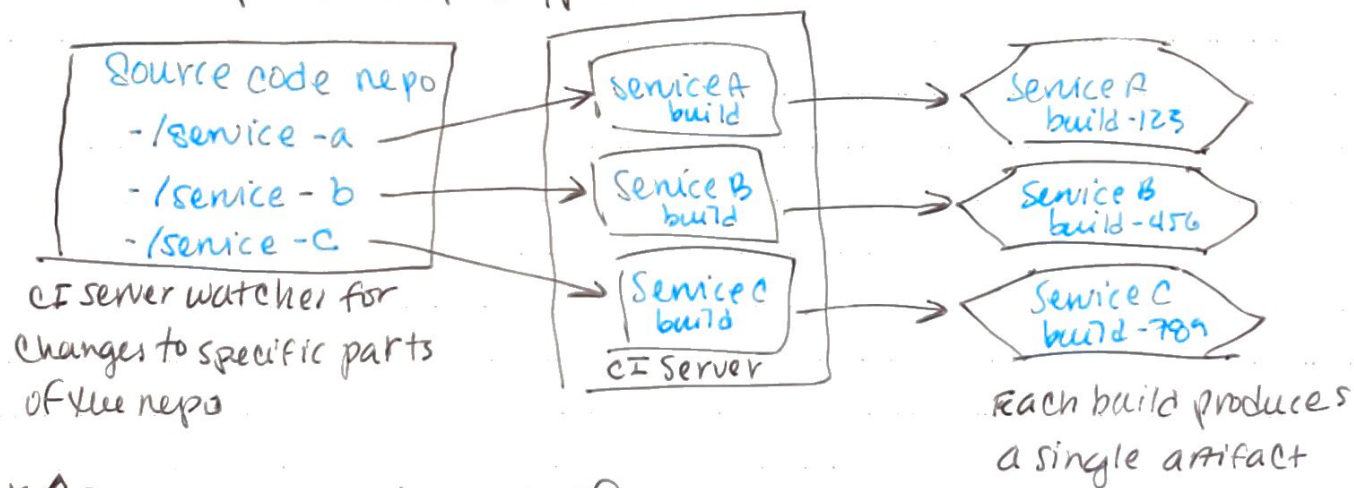 Source code repo
-/service-a
-/service-b
-/service-c
CI server watches for
changes to specific parts
of the repo
Service A
build
Service B
build
Service C
build
CI Server
Service A
build-123
Service B
build-456
Service C
build-789
Each build produces
a single artifact